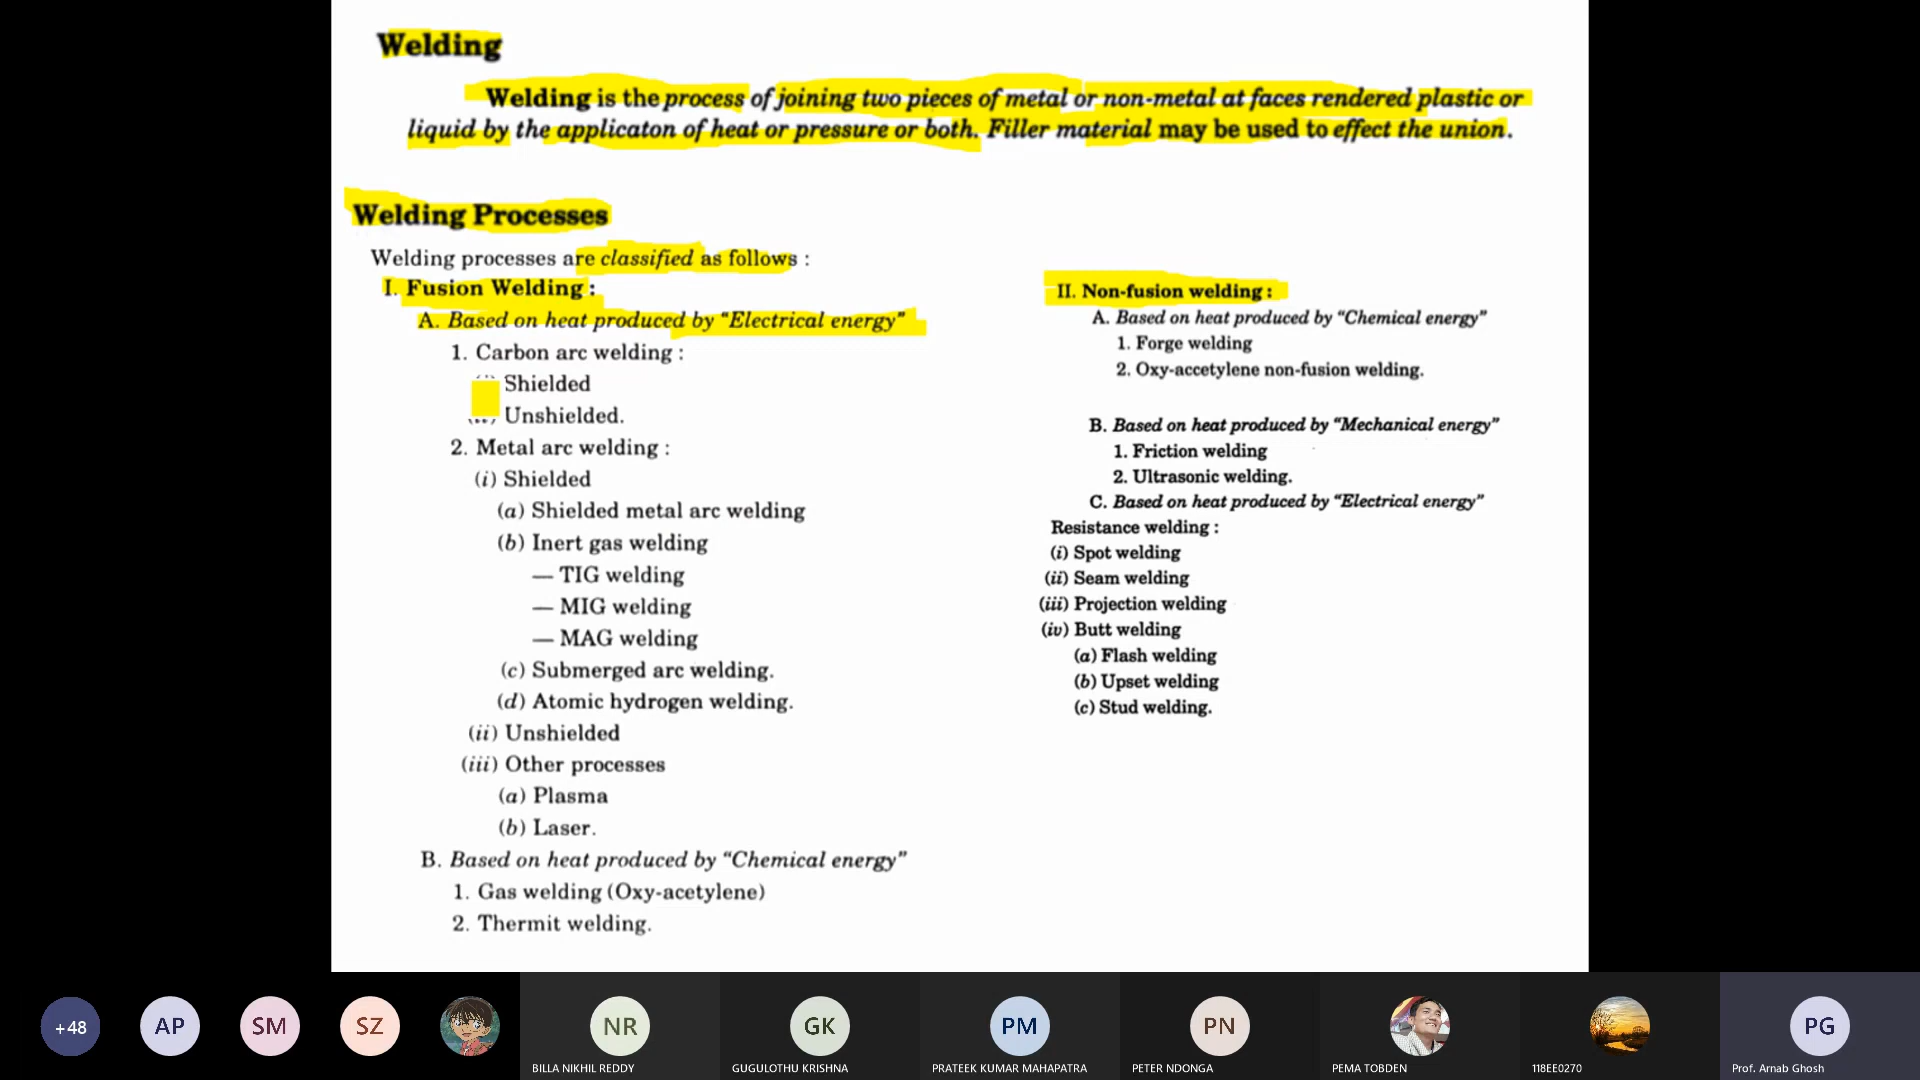 Welding
Welding is the process of joining two pieces of metal or non-metal at faces rendered plastic or
liquid by the applicaton of heat or pressure or both. Filler material may be used to effect the union.
Welding Processes
Welding processes are classified as follows :
I. Fusion Welding :
A. Based on heat produced by “Electrical energy”
1. Carbon arc welding :
Shielded
Unshielded.
2. Metal arc welding :
(i) Shielded
(a) Shielded metal arc welding
(b) Inert gas welding
— TIG welding
— MIG welding
— MAG welding
(c) Submerged arc welding.
(d) Atomic hydrogen welding.
(ii) Unshielded
(iii) Other processes
(a) Plasma
(b) Laser.
B. Based on heat produced by “Chemical energy”
1. Gas welding (Oxy-acetylene)
2. Thermit welding.
II. Non-fusion welding :
A. Based on heat produced by “Chemical energy”
1. Forge welding
2. Oxy-accetylene non-fusion welding.
B. Based on heat produced by “Mechanical energy”
1. Friction welding
2. Ultrasonic welding.
C. Based on heat produced by “Electrical energy”
Resistance welding :
(i) Spot welding
(ii) Seam welding
(iii) Projection welding
(iv) Butt welding
(a) Flash welding
(b) Upset welding
(c) Stud welding.
+48
AP
SM
SZ
NR
BILLA NIKHIL REDDY
GK
GUGULOTHU KRISHNA
PM
PRATEEK KUMAR MAHAPATRA
PN
PETER NDONGA
PEMA TOBDEN
118EE0270
PG
Prof. Arnab Ghosh